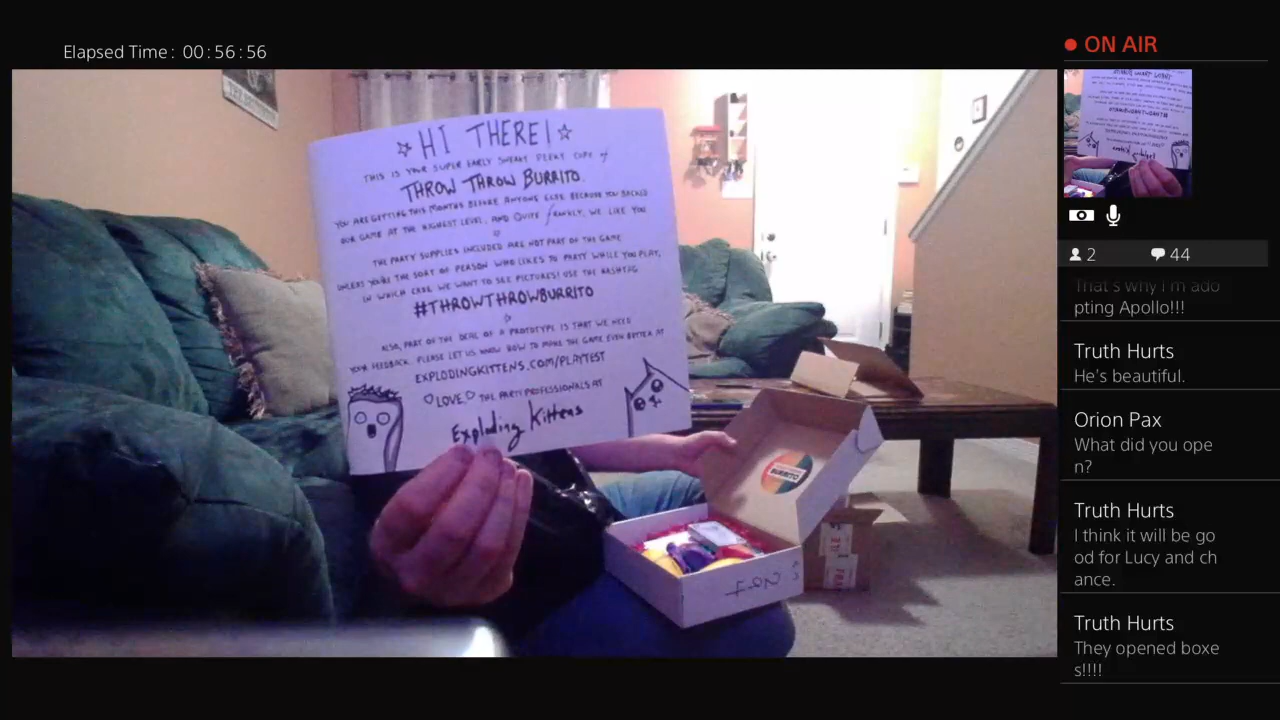 Elapsed Time: 00:56:56
ON AIR
☆ HI THERE! ☆
THIS IS YOUR SUPER EARLY SNEAKY PEEKY COPY of
THROW THROW BURRITO.
YOU ARE GETTING THIS MONTHS BEFORE ANYONE ELSE BECAUSE YOU BACKED
OUR GAME AT THE HIGHEST LEVEL, AND QUITE frANKLY, WE LIKE YOU
THE PARTY SUPPLIES INCLUDED ARE NOT PART OF THE GAME
UNLESS YOU'RE THE SORT OF PERSON WHO LIKES TO PARTY WHILE YOU PLAY,
IN WHICH CASE WE WANT TO SEE PICTURES! USE THE HASHTAG
#THROWTHROWBURRITO
ALSO, PART OF THE DEAL OF A PROTOTYPE IS THAT WE NEED
YOUR FEEDBACK. PLEASE LET US KNOW HOW TO MAKE THE GAME EVEN BETTER AT
EXPLODINGKITTENS.COM/PLAYTEST
♡LOVE♡ THE PARTY PROFESSIONALS AT
Exploding Kittens
BURRITO
2
44
That's why i'm ado
pting Apollo!!!
Truth Hurts
He's beautiful.
Orion Pax
What did you ope
n?
Truth Hurts
I think it will be go
od for Lucy and ch
ance.
Truth Hurts
They opened boxe
s!!!!